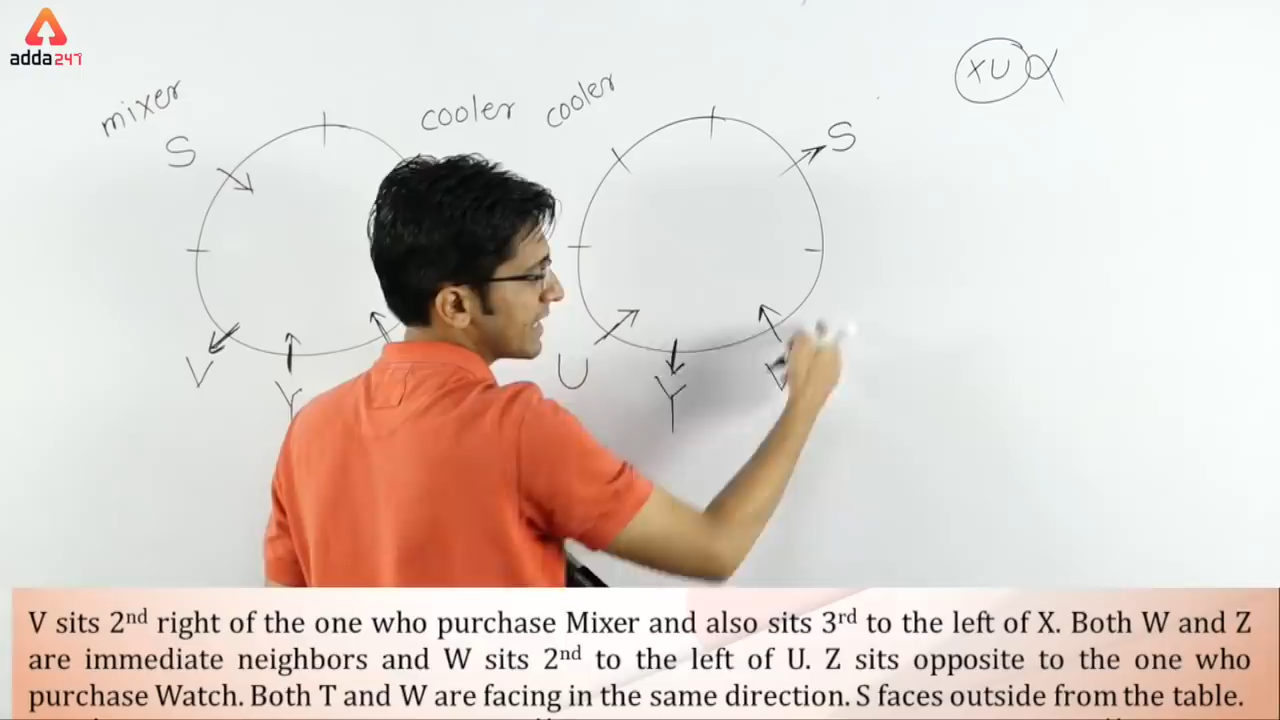 adda247
mixer
S
V
Y
cooler
cooler
S
U
Y
XU
V sits 2nd right of the one who purchase Mixer and also sits 3rd to the left of X. Both W and Z
are immediate neighbors and W sits 2nd to the left of U. Z sits opposite to the one who
purchase Watch. Both T and W are facing in the same direction. S faces outside from the table.